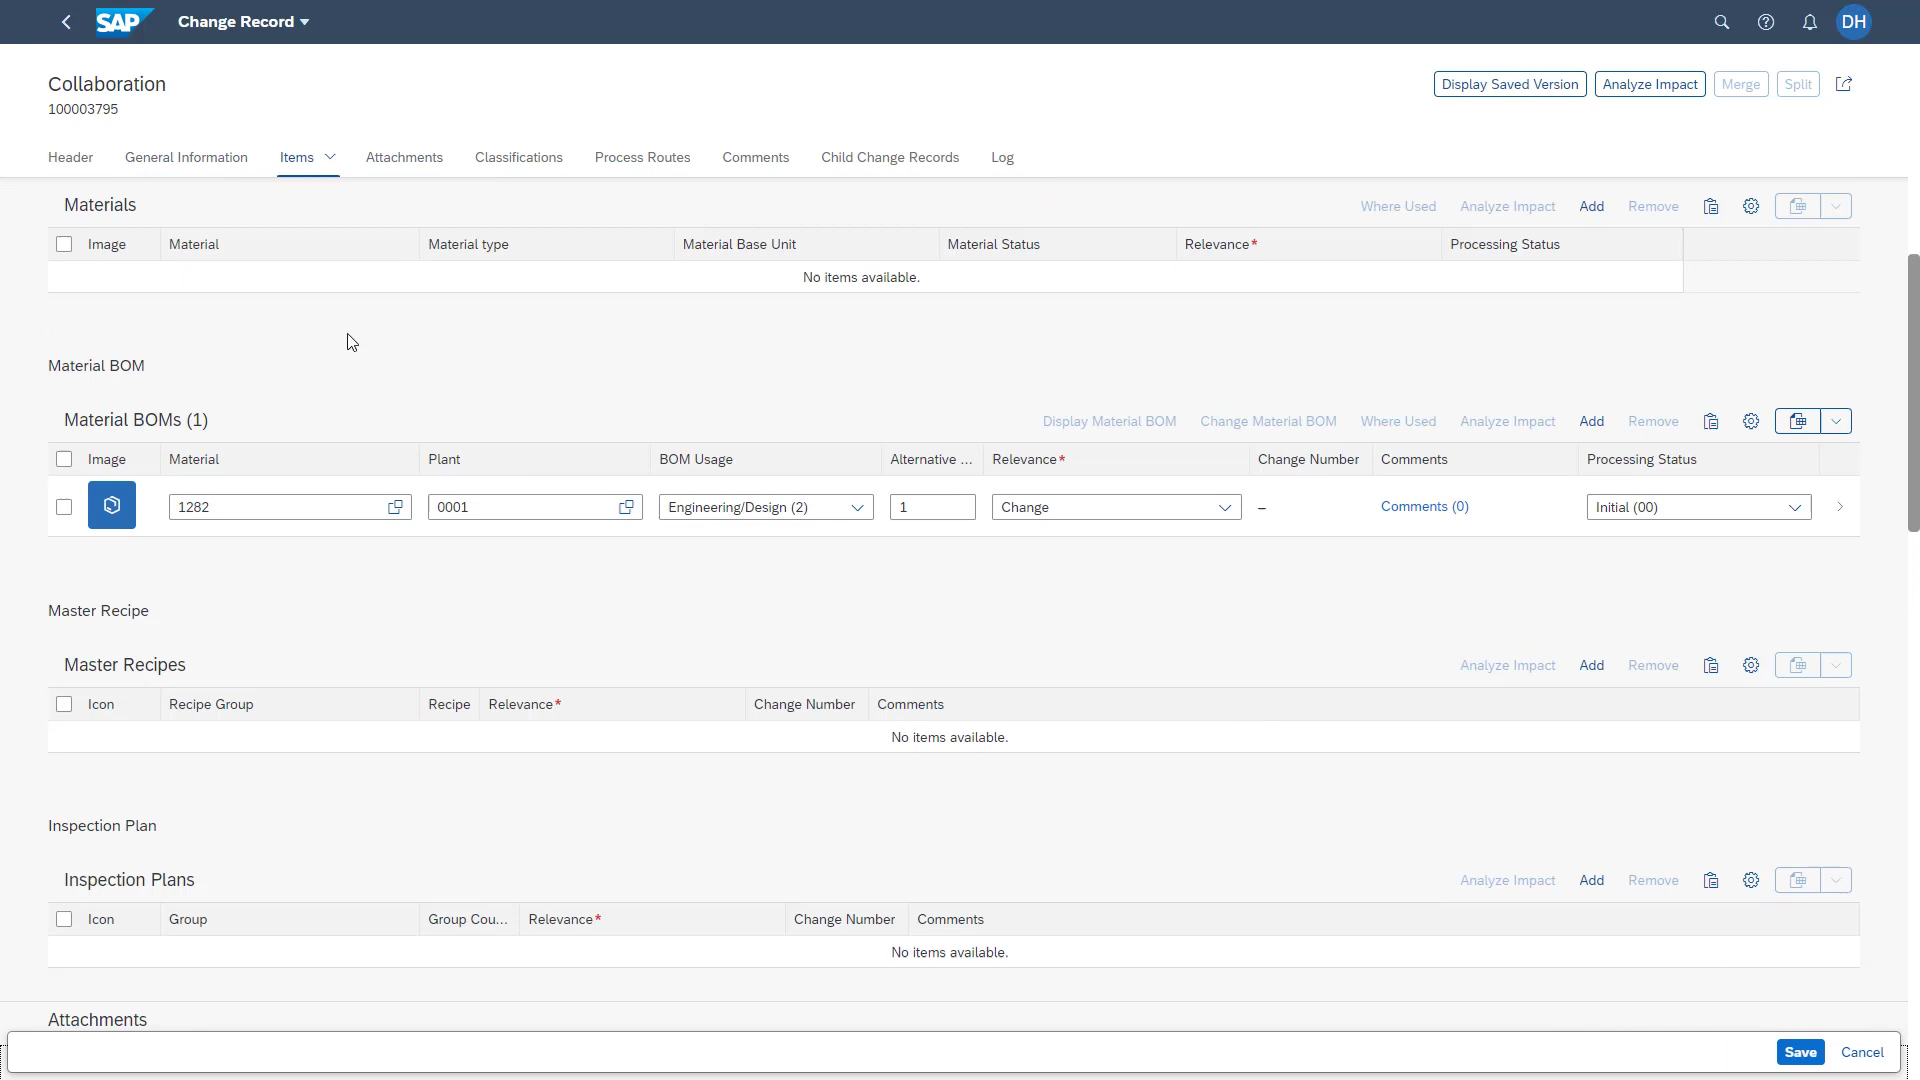 SAP Change Record DH
Collaboration Display Saved Version Analyze Impact Merge Split
100003795
Header General Information Items Attachments Classifications Process Routes Comments Child Change Records Log
Materials Where Used Analyze Impact Add Remove
Image Material Material type Material Base Unit Material Status Relevance* Processing Status
No items available.
Material BOM
Material BOMs (1) Display Material BOM Change Material BOM Where Used Analyze Impact Add Remove
Image Material Plant BOM Usage Alternative ... Relevance* Change Number Comments Processing Status
1282 0001 Engineering/Design (2) 1 Change – Comments (0) Initial (00)
Master Recipe
Master Recipes Analyze Impact Add Remove
Icon Recipe Group Recipe Relevance* Change Number Comments
No items available.
Inspection Plan
Inspection Plans Analyze Impact Add Remove
Icon Group Group Cou... Relevance* Change Number Comments
No items available.
Attachments
Save Cancel